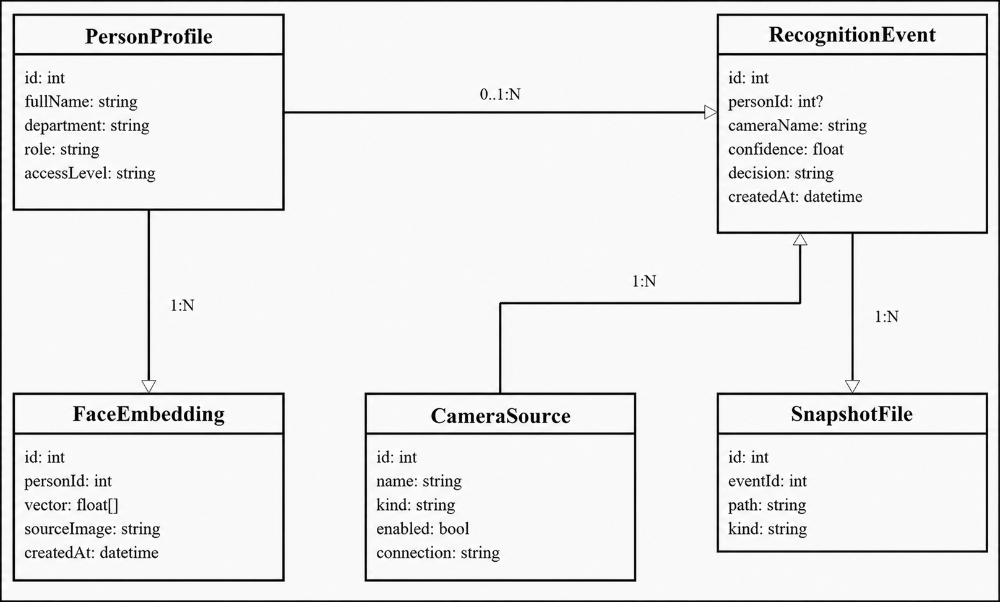 PersonProfile
id: int
fullName: string
department: string
role: string
accessLevel: string
0..1:N
RecognitionEvent
id: int
personId: int?
cameraName: string
confidence: float
decision: string
createdAt: datetime
1:N
1:N
1:N
FaceEmbedding
id: int
personId: int
vector: float[]
sourceImage: string
createdAt: datetime
CameraSource
id: int
name: string
kind: string
enabled: bool
connection: string
SnapshotFile
id: int
eventId: int
path: string
kind: string